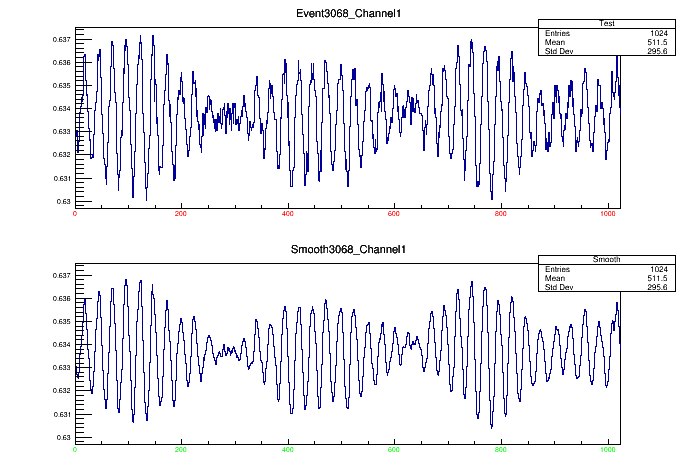 Event3068_Channel1
Test
Entries 1024
Mean 511.5
Std Dev 295.6
0.637
0.636
0.635
0.634
0.633
0.632
0.631
0.63
0 200 400 600 800 1000
Smooth3068_Channel1
Smooth
Entries 1024
Mean 511.5
Std Dev 295.6
0.637
0.636
0.635
0.634
0.633
0.632
0.631
0.63
0 200 400 600 800 1000